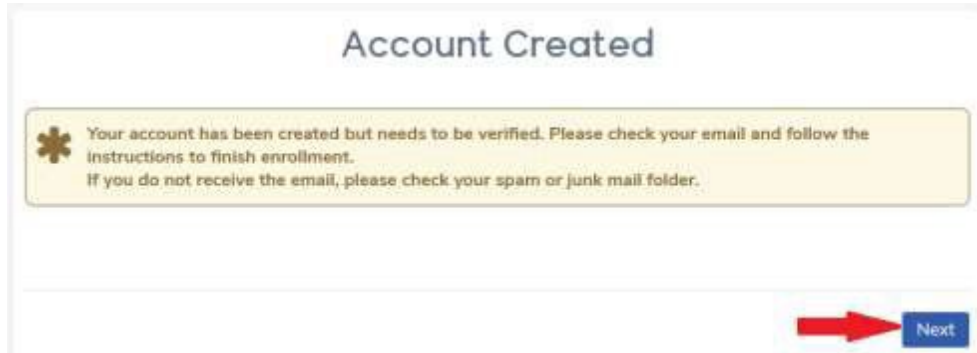 Account Created
Your account has been created but needs to be verified. Please check your email and follow the
instructions to finish enrollment.
If you do not receive the email, please check your spam or junk mail folder.
Next